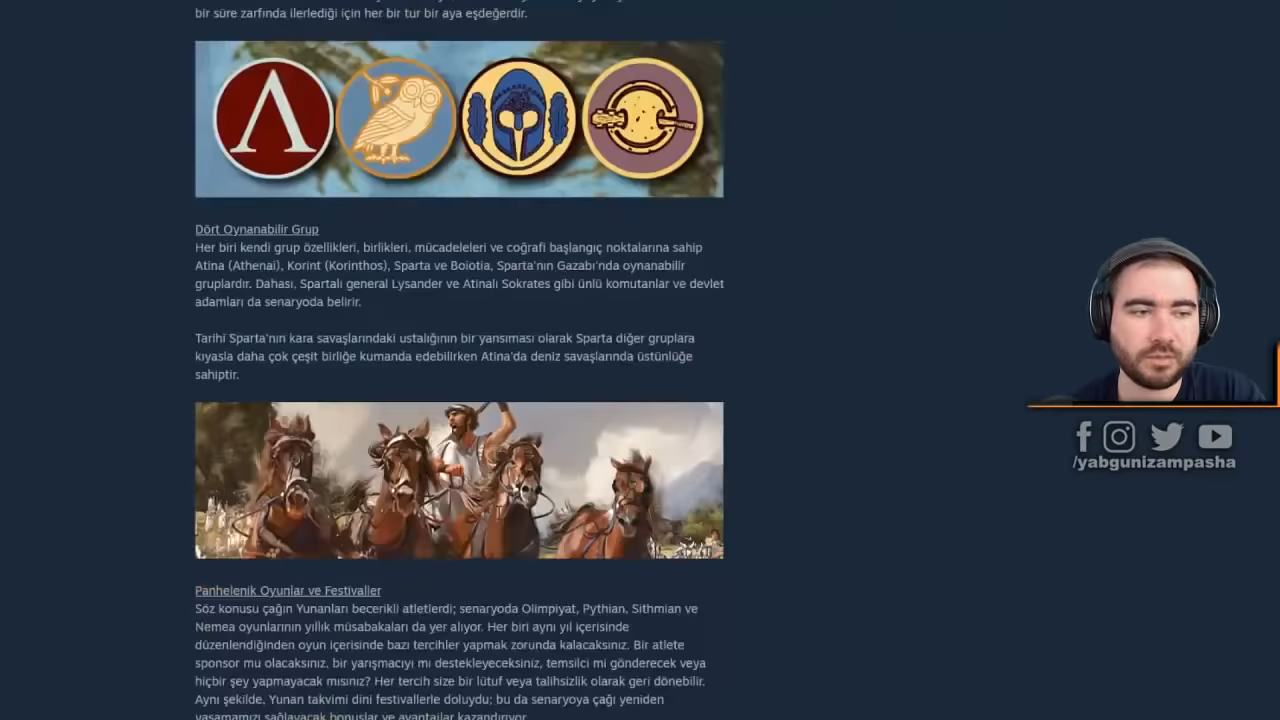 bir süre zarfında ilerlediği için her bir tur bir aya eşdeğerdir.
Dört Oynanabilir Grup
Her biri kendi grup özellikleri, birlikleri, mücadeleleri ve coğrafi başlangıç noktalarına sahip
Atina (Athenai), Korint (Korinthos), Sparta ve Boiotia, Sparta'nın Gazabı'nda oynanabilir
gruplardır. Dahası, Spartalı general Lysander ve Atinalı Sokrates gibi ünlü komutanlar ve devlet
adamları da senaryoda belirir.
Tarihi Sparta'nın kara savaşlarındaki ustalığının bir yansıması olarak Sparta diğer gruplara
kıyasla daha çok çeşit birliğe kumanda edebilirken Atina'da deniz savaşlarında üstünlüğe
sahiptir.
Panhelenik Oyunlar ve Festivaller
Söz konusu çağın Yunanları becerikli atletlerdi; senaryoda Olimpiyat, Pythian, Sithmian ve
Nemea oyunlarının yıllık müsabakaları da yer alıyor. Her biri aynı yıl içerisinde
düzenlendiğinden oyun içerisinde bazı tercihler yapmak zorunda kalacaksınız. Bir atlete
sponsor mu olacaksınız, bir yarışmacıyı mı destekleyeceksiniz, temsilci mi gönderecek veya
hiçbir şey yapmayacak mısınız? Her tercih size bir lütuf veya talihsizlik olarak geri dönebilir.
Aynı şekilde, Yunan takvimi dini festivallerle doluydu; bu da senaryoya çağı yeniden
yaşamamızı sağlayacak bonuslar ve avantajlar kazandırıyor.
/yabgunizampasha